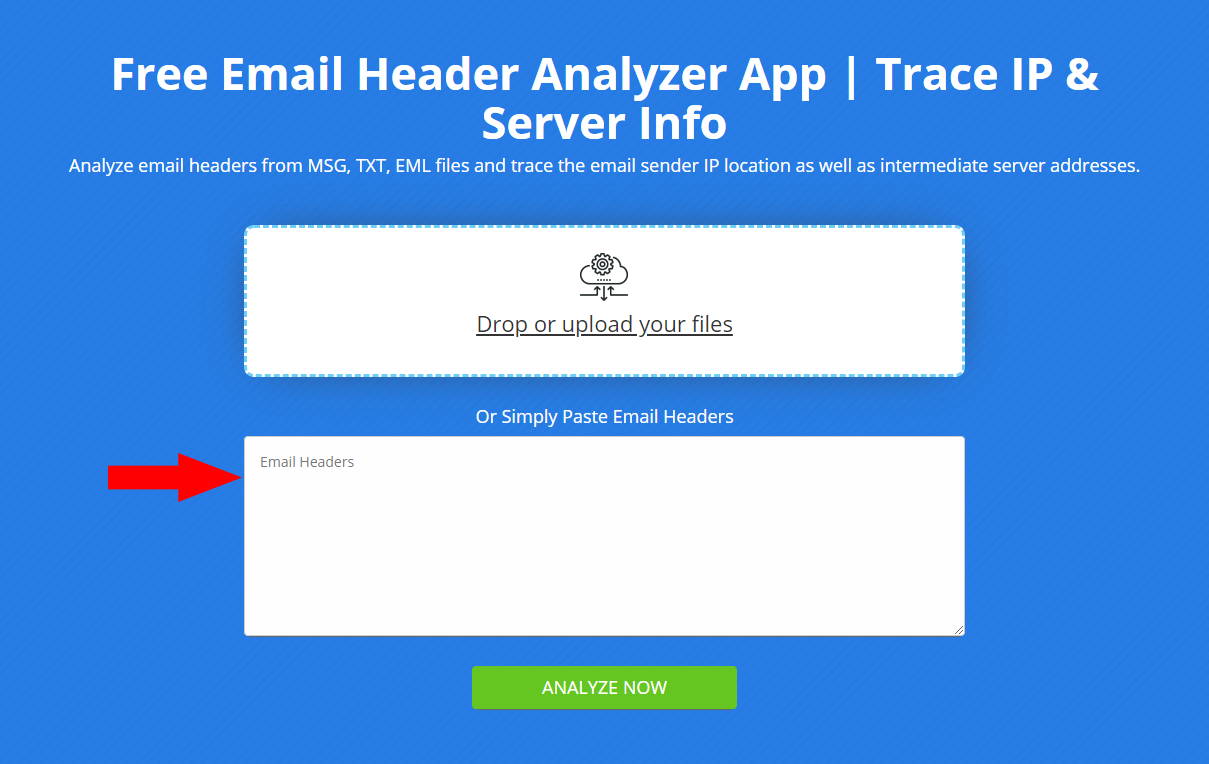 Free Email Header Analyzer App | Trace IP &
Server Info
Analyze email headers from MSG, TXT, EML files and trace the email sender IP location as well as intermediate server addresses.
Drop or upload your files
Or Simply Paste Email Headers
Email Headers
ANALYZE NOW